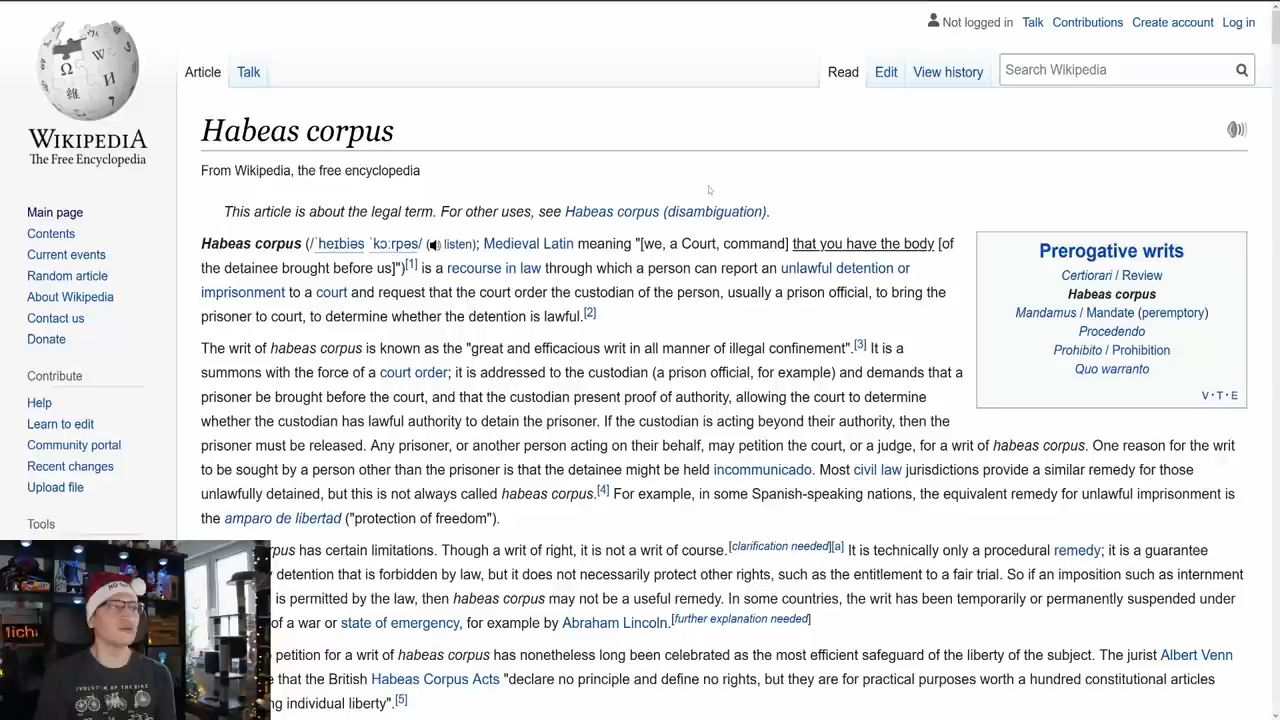 Not logged in Talk Contributions Create account Log in
Article Talk Read Edit View history Search Wikipedia
WIKIPEDIA
The Free Encyclopedia
Main page
Contents
Current events
Random article
About Wikipedia
Contact us
Donate
Contribute
Help
Learn to edit
Community portal
Recent changes
Upload file
Tools
Habeas corpus
From Wikipedia, the free encyclopedia
This article is about the legal term. For other uses, see Habeas corpus (disambiguation).
Habeas corpus (/ˈheɪbiəs ˈkɔːrpəs/ (listen); Medieval Latin meaning "[we, a Court, command] that you have the body [of
the detainee brought before us]")[1] is a recourse in law through which a person can report an unlawful detention or
imprisonment to a court and request that the court order the custodian of the person, usually a prison official, to bring the
prisoner to court, to determine whether the detention is lawful.[2]
The writ of habeas corpus is known as the "great and efficacious writ in all manner of illegal confinement".[3] It is a
summons with the force of a court order; it is addressed to the custodian (a prison official, for example) and demands that a
prisoner be brought before the court, and that the custodian present proof of authority, allowing the court to determine
whether the custodian has lawful authority to detain the prisoner. If the custodian is acting beyond their authority, then the
prisoner must be released. Any prisoner, or another person acting on their behalf, may petition the court, or a judge, for a writ of habeas corpus. One reason for the writ
to be sought by a person other than the prisoner is that the detainee might be held incommunicado. Most civil law jurisdictions provide a similar remedy for those
unlawfully detained, but this is not always called habeas corpus.[4] For example, in some Spanish-speaking nations, the equivalent remedy for unlawful imprisonment is
the amparo de libertad ("protection of freedom").
Prerogative writs
Certiorari / Review
Habeas corpus
Mandamus / Mandate (peremptory)
Procedendo
Prohibito / Prohibition
Quo warranto
V·T·E
rpus has certain limitations. Though a writ of right, it is not a writ of course.[clarification needed][a] It is technically only a procedural remedy; it is a guarantee
detention that is forbidden by law, but it does not necessarily protect other rights, such as the entitlement to a fair trial. So if an imposition such as internment
is permitted by the law, then habeas corpus may not be a useful remedy. In some countries, the writ has been temporarily or permanently suspended under
of a war or state of emergency, for example by Abraham Lincoln.[further explanation needed]
petition for a writ of habeas corpus has nonetheless long been celebrated as the most efficient safeguard of the liberty of the subject. The jurist Albert Venn
that the British Habeas Corpus Acts "declare no principle and define no rights, but they are for practical purposes worth a hundred constitutional articles
ng individual liberty".[5]
Mich
EVOLUTION OF THE BIKE